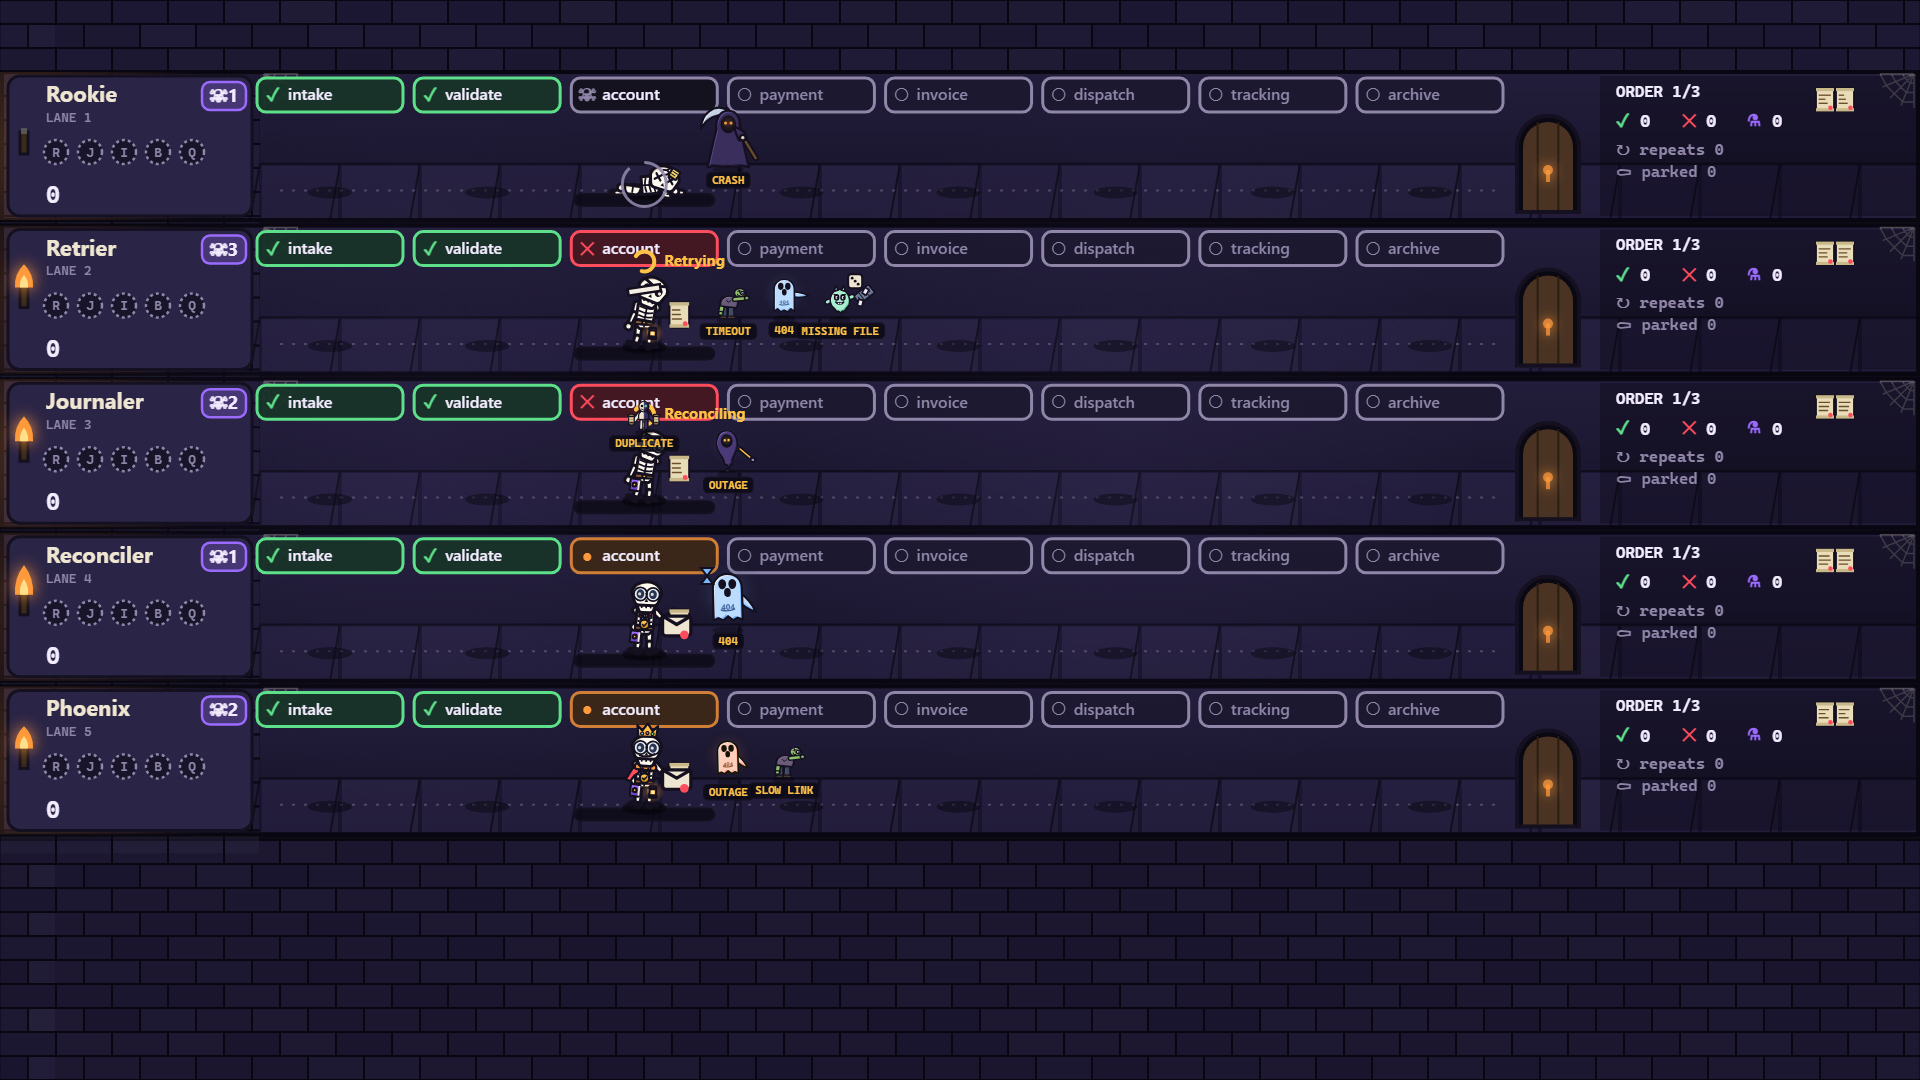 Rookie
1
LANE 1
R J I B Q
0
intake validate account payment invoice dispatch tracking archive
CRASH
ORDER 1/3
0 0 0
repeats 0
parked 0
Retrier
3
LANE 2
R J I B Q
0
intake validate account payment invoice dispatch tracking archive
Retrying
TIMEOUT 404 MISSING FILE
ORDER 1/3
0 0 0
repeats 0
parked 0
Journaler
2
LANE 3
R J I B Q
0
intake validate account payment invoice dispatch tracking archive
Reconciling
DUPLICATE
OUTAGE
ORDER 1/3
0 0 0
repeats 0
parked 0
Reconciler
1
LANE 4
R J I B Q
0
intake validate account payment invoice dispatch tracking archive
404
404
ORDER 1/3
0 0 0
repeats 0
parked 0
Phoenix
2
LANE 5
R J I B Q
0
intake validate account payment invoice dispatch tracking archive
OUTAGE SLOW LINK
ORDER 1/3
0 0 0
repeats 0
parked 0